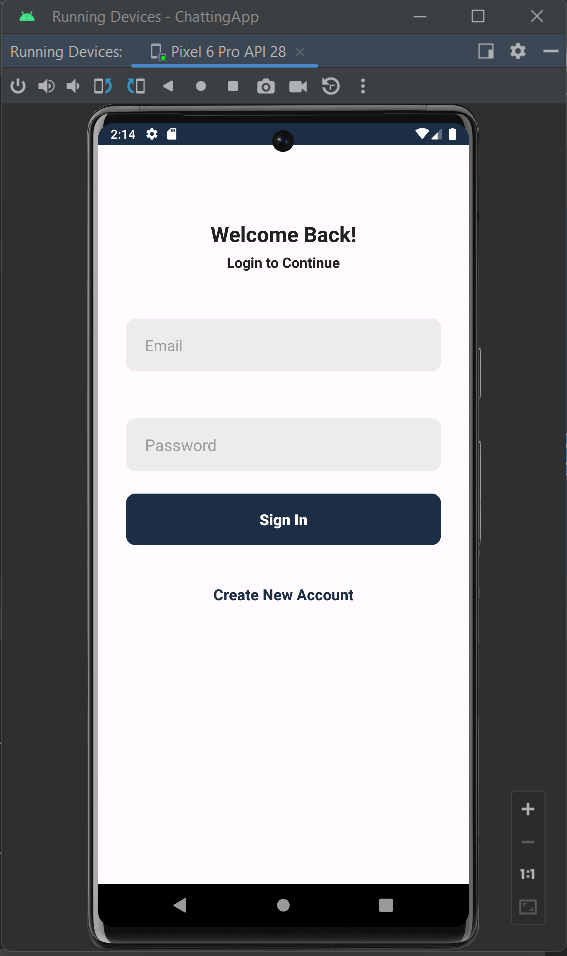 Running Devices - ChattingApp
Running Devices: Pixel 6 Pro API 28
2:14
Welcome Back!
Login to Continue
Email
Password
Sign In
Create New Account
1:1